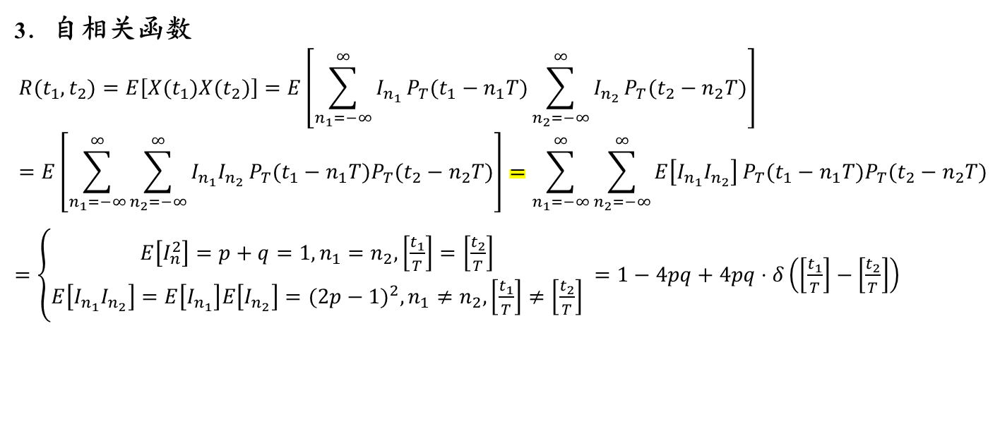 3. 自相关函数
R(t₁, t₂) = E[X(t₁)X(t₂)] = E[∑_{n₁=−∞}^{∞} I_{n₁} P_T(t₁ − n₁T) ∑_{n₂=−∞}^{∞} I_{n₂} P_T(t₂ − n₂T)]
= E[∑_{n₁=−∞}^{∞} ∑_{n₂=−∞}^{∞} I_{n₁}I_{n₂} P_T(t₁ − n₁T)P_T(t₂ − n₂T)] = ∑_{n₁=−∞}^{∞} ∑_{n₂=−∞}^{∞} E[I_{n₁}I_{n₂}] P_T(t₁ − n₁T)P_T(t₂ − n₂T)
= { E[I_n²] = p + q = 1, n₁ = n₂, [t₁/T] = [t₂/T]
E[I_{n₁}I_{n₂}] = E[I_{n₁}]E[I_{n₂}] = (2p − 1)², n₁ ≠ n₂, [t₁/T] ≠ [t₂/T] = 1 − 4pq + 4pq · δ([t₁/T] − [t₂/T])